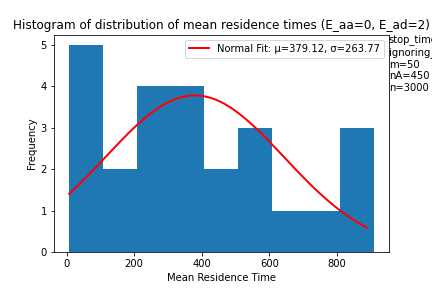 Histogram of distribution of mean residence times (E_aa=0, E_ad=2)
Normal Fit: μ=379.12, σ=263.77
ignoring_
m=50
nA=450
n=3000
Frequency
5
4
3
2
1
0
0
200
400
600
800
Mean Residence Time